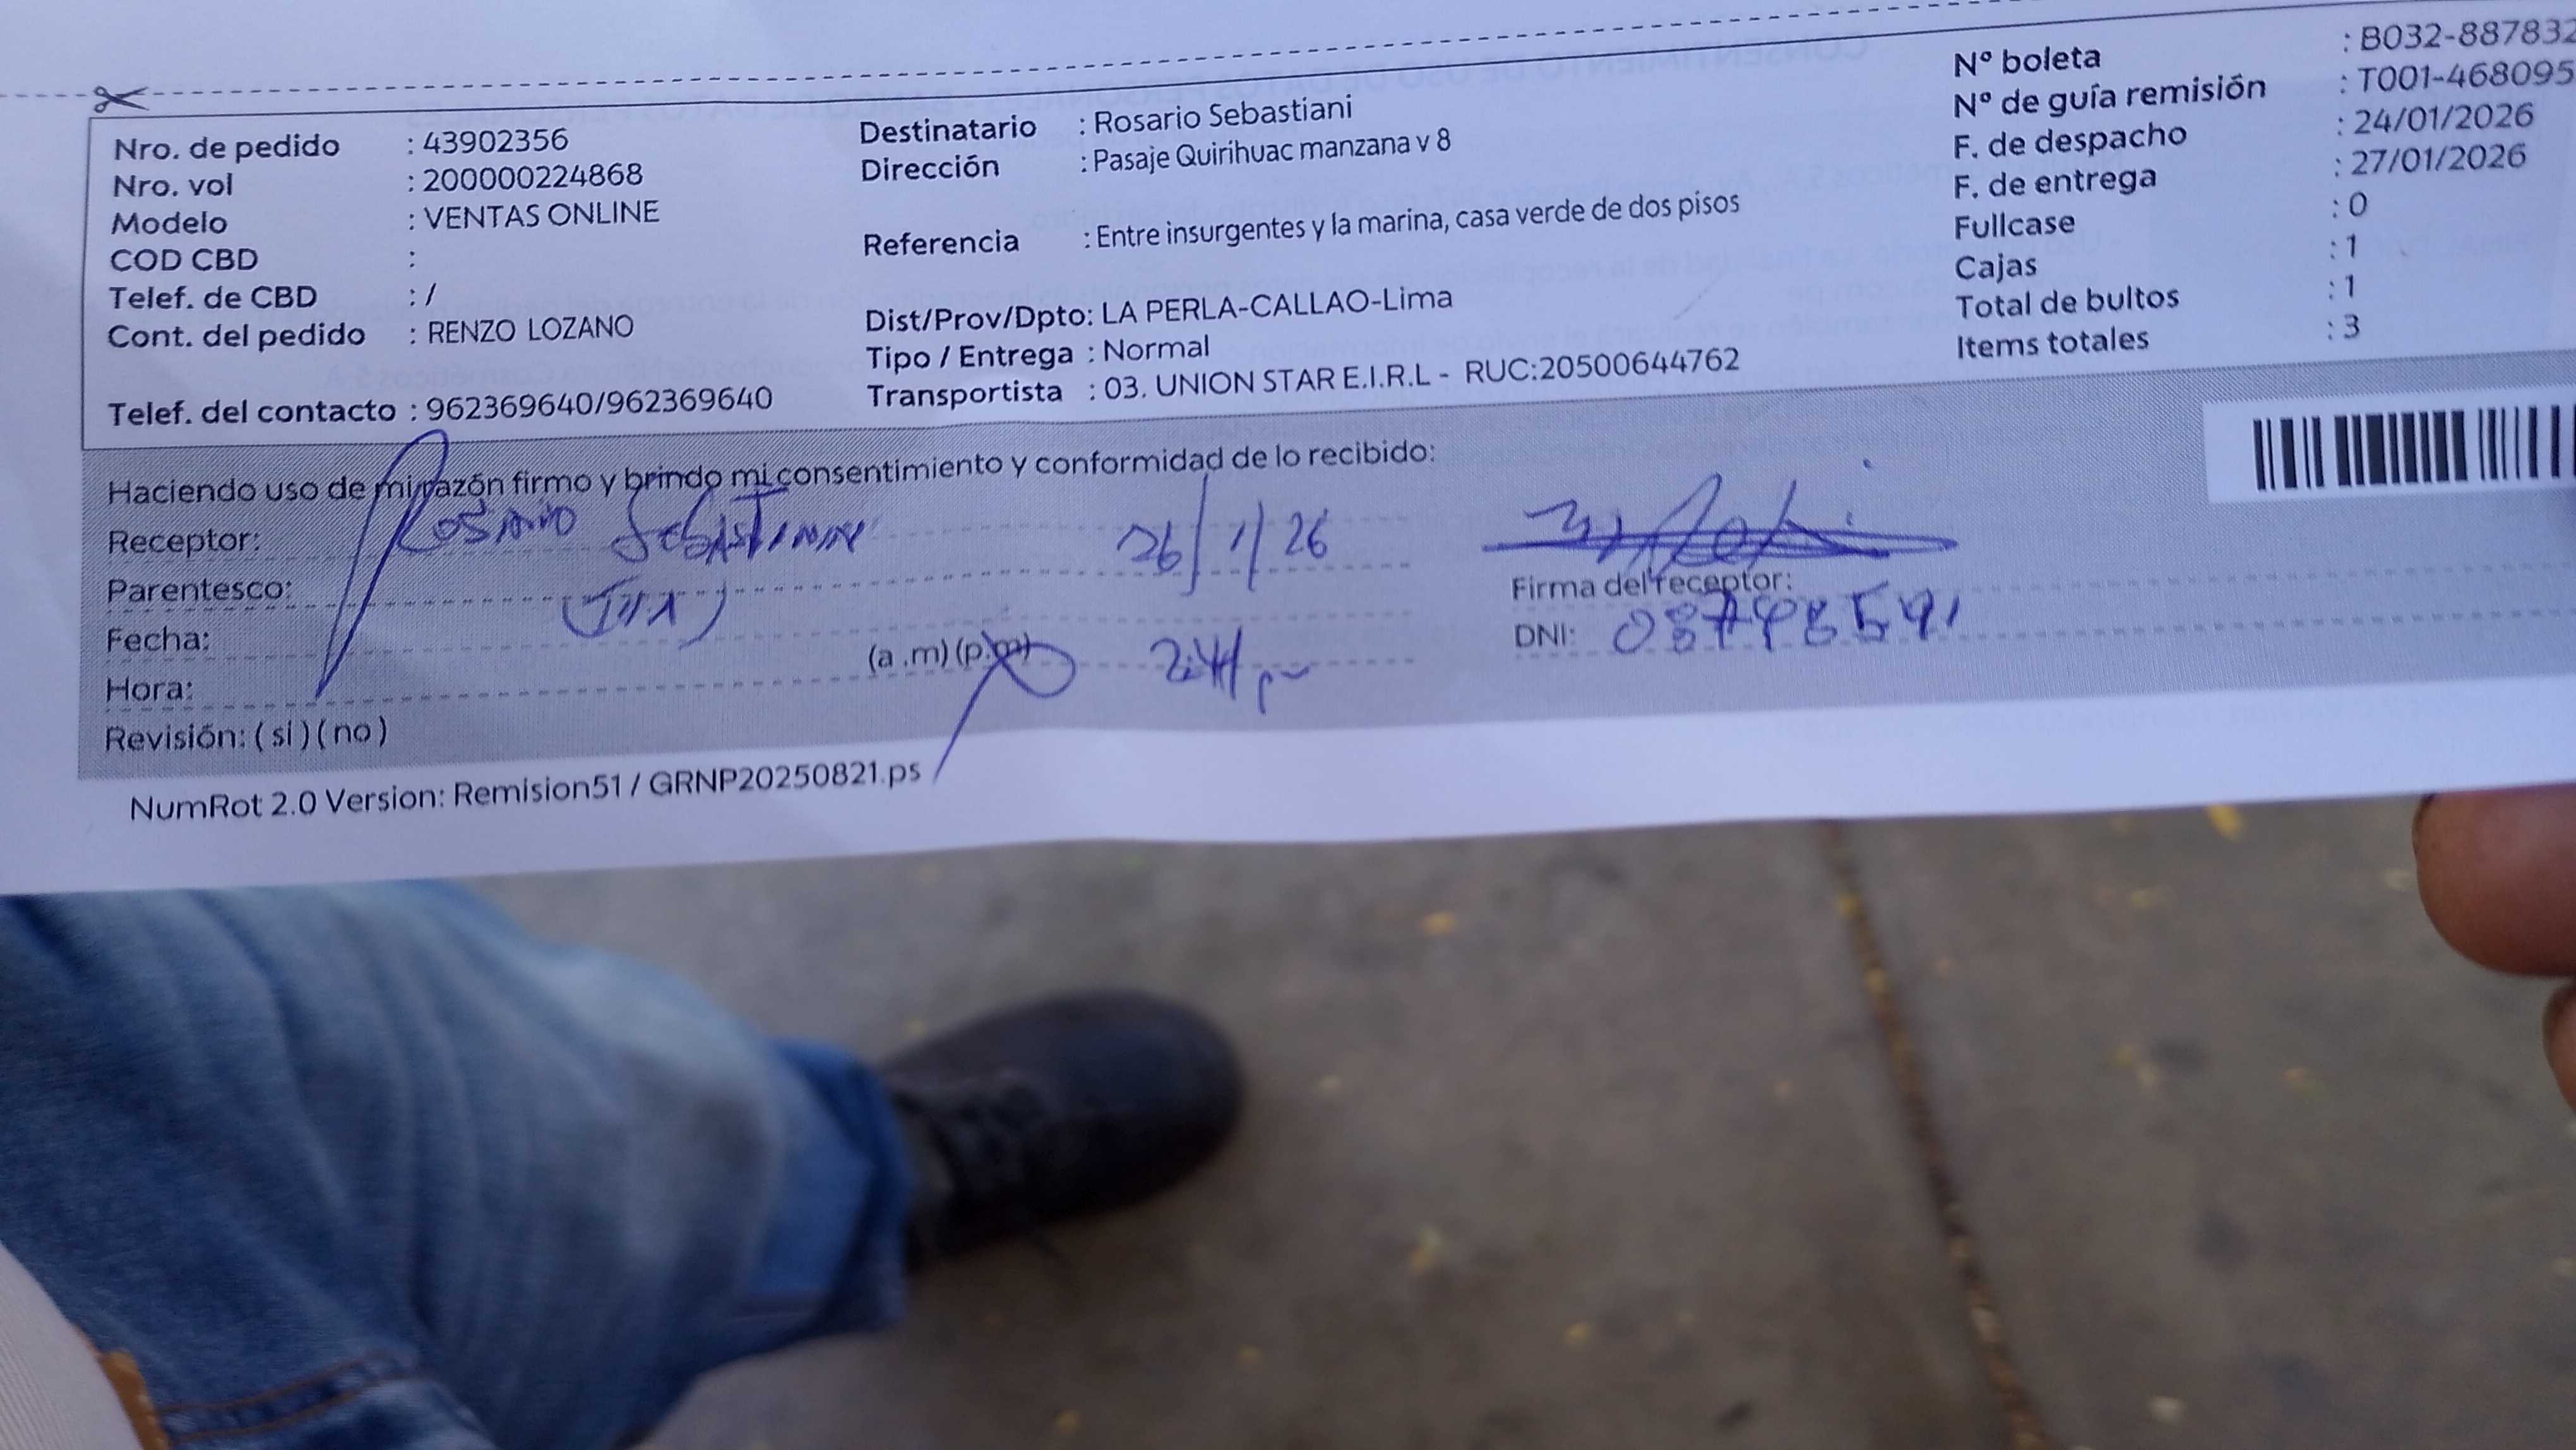 Nro. de pedido : 43902356
Nro. vol : 200000224868
Modelo : VENTAS ONLINE
COD CBD :
Telef. de CBD : /
Cont. del pedido : RENZO LOZANO
Telef. del contacto : 962369640/962369640
Destinatario : Rosario Sebastiani
Dirección : Pasaje Quirihuac manzana v 8
Referencia : Entre insurgentes y la marina, casa verde de dos pisos
Dist/Prov/Dpto: LA PERLA-CALLAO-Lima
Tipo / Entrega : Normal
Transportista : 03. UNION STAR E.I.R.L - RUC:20500644762
N° boleta : B032-887832
N° de guía remisión : T001-468095
F. de despacho : 24/01/2026
F. de entrega : 27/01/2026
Fullcase : 0
Cajas : 1
Total de bultos : 1
Items totales : 3
Haciendo uso de mi razón firmo y brindo mi consentimiento y conformidad de lo recibido:
Receptor: Rosario Sebastiani 26/1/26
Parentesco:
Fecha:
Hora: (a .m) (p.m)
Revisión: ( sí ) ( no )
Firma del receptor:
DNI:
NumRot 2.0 Version: Remision51 / GRNP20250821.ps